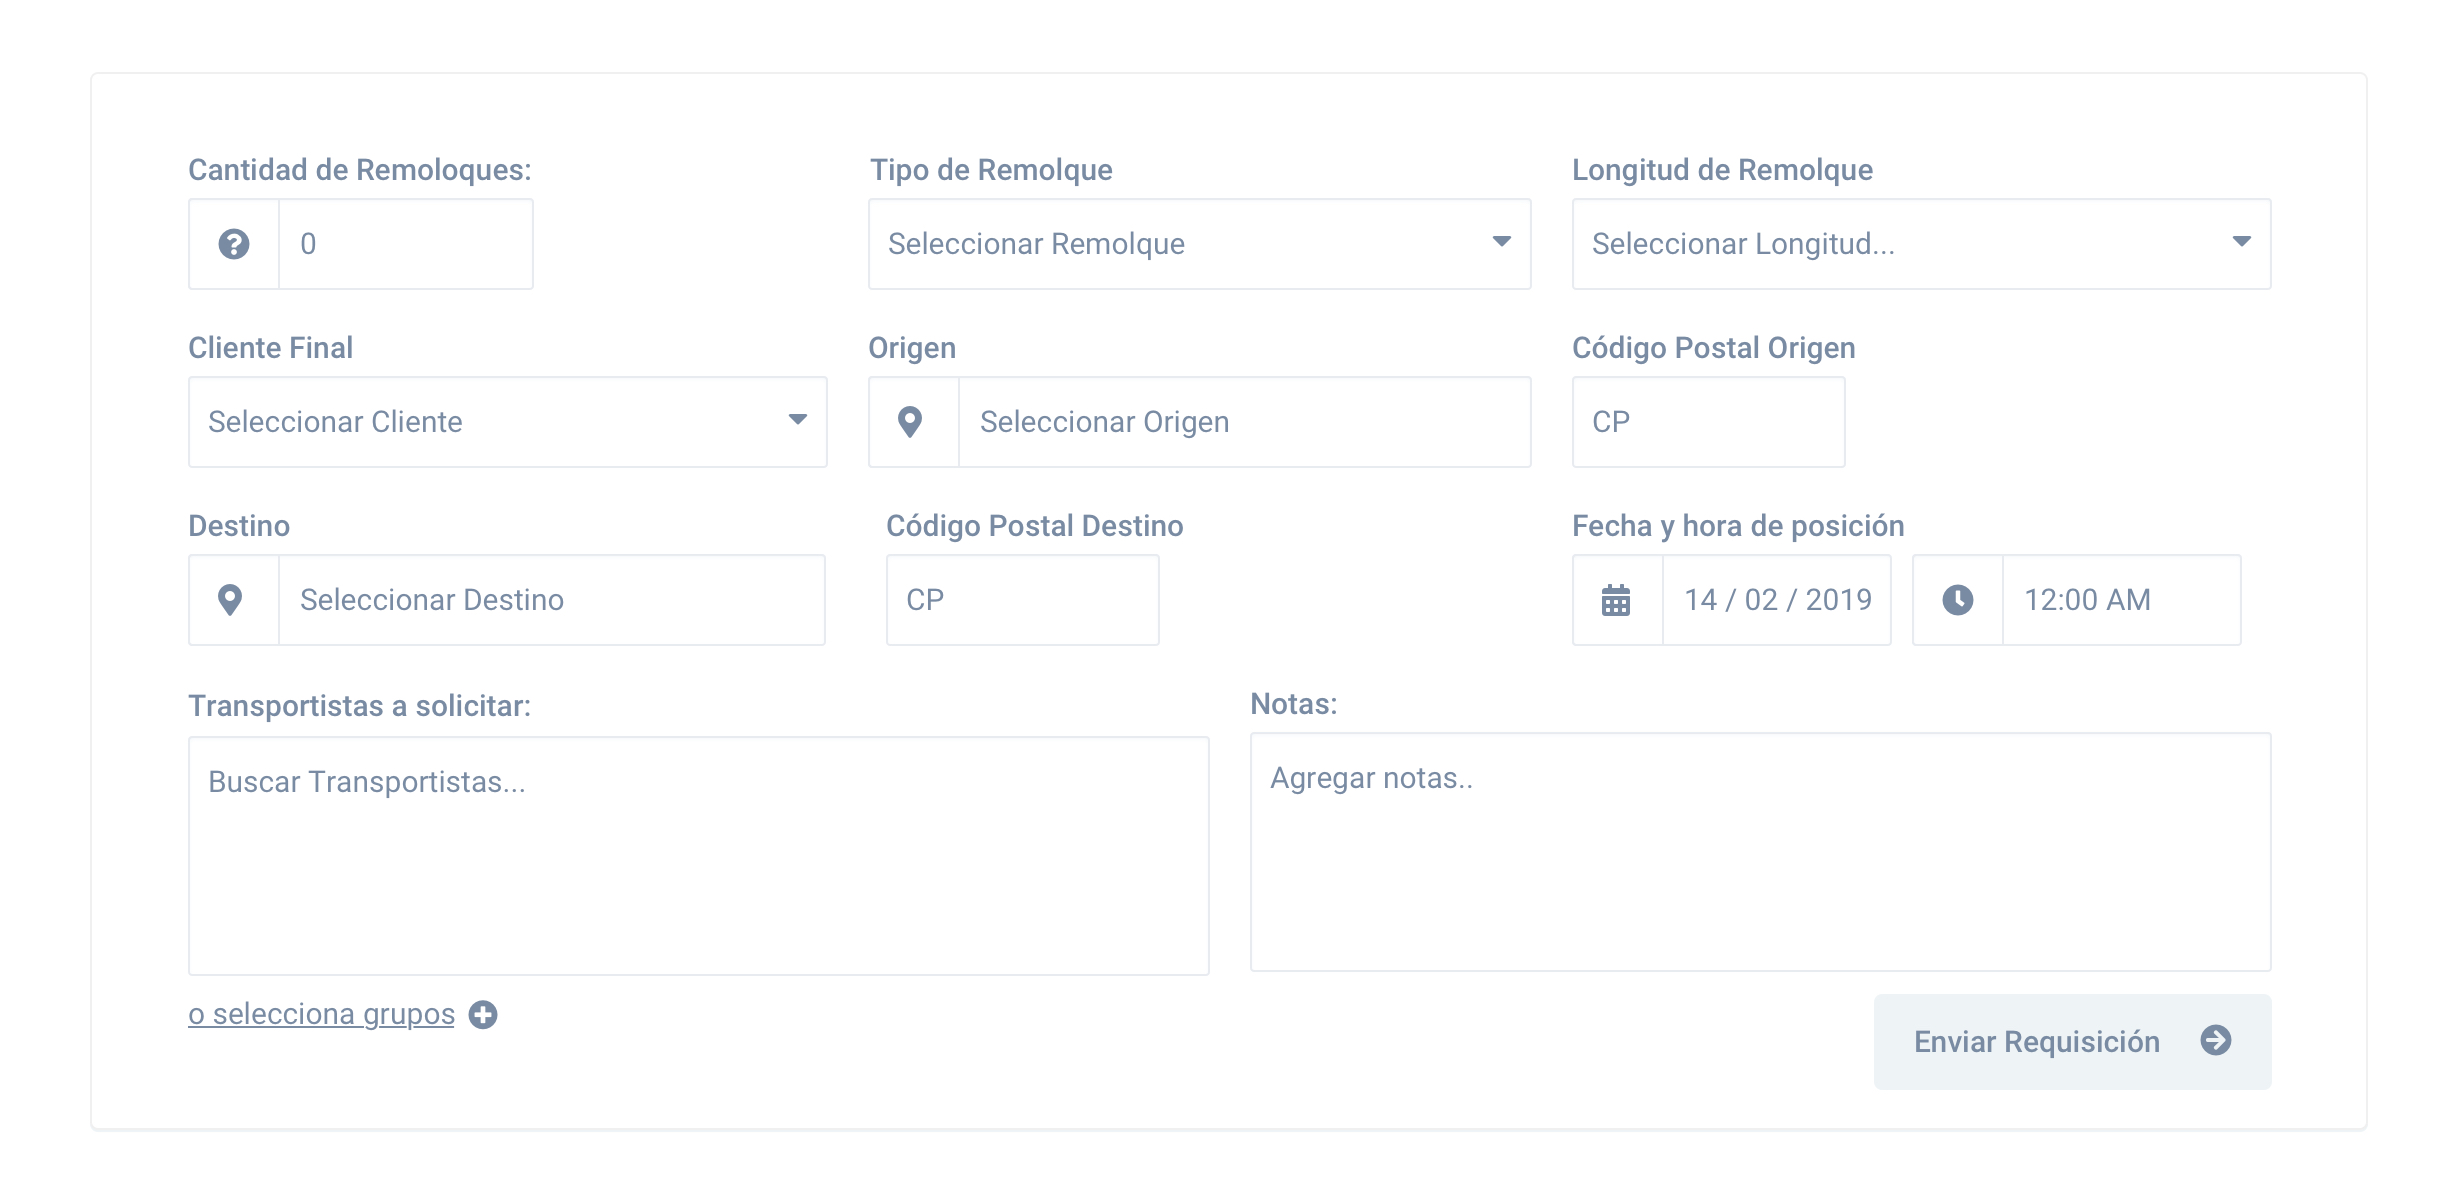 Cantidad de Remoloques:
0
Tipo de Remolque
Seleccionar Remolque
Longitud de Remolque
Seleccionar Longitud...
Cliente Final
Seleccionar Cliente
Origen
Seleccionar Origen
Código Postal Origen
CP
Destino
Seleccionar Destino
Código Postal Destino
CP
Fecha y hora de posición
14 / 02 / 2019
12:00 AM
Transportistas a solicitar:
Buscar Transportistas...
Notas:
Agregar notas..
o selecciona grupos
Enviar Requisición